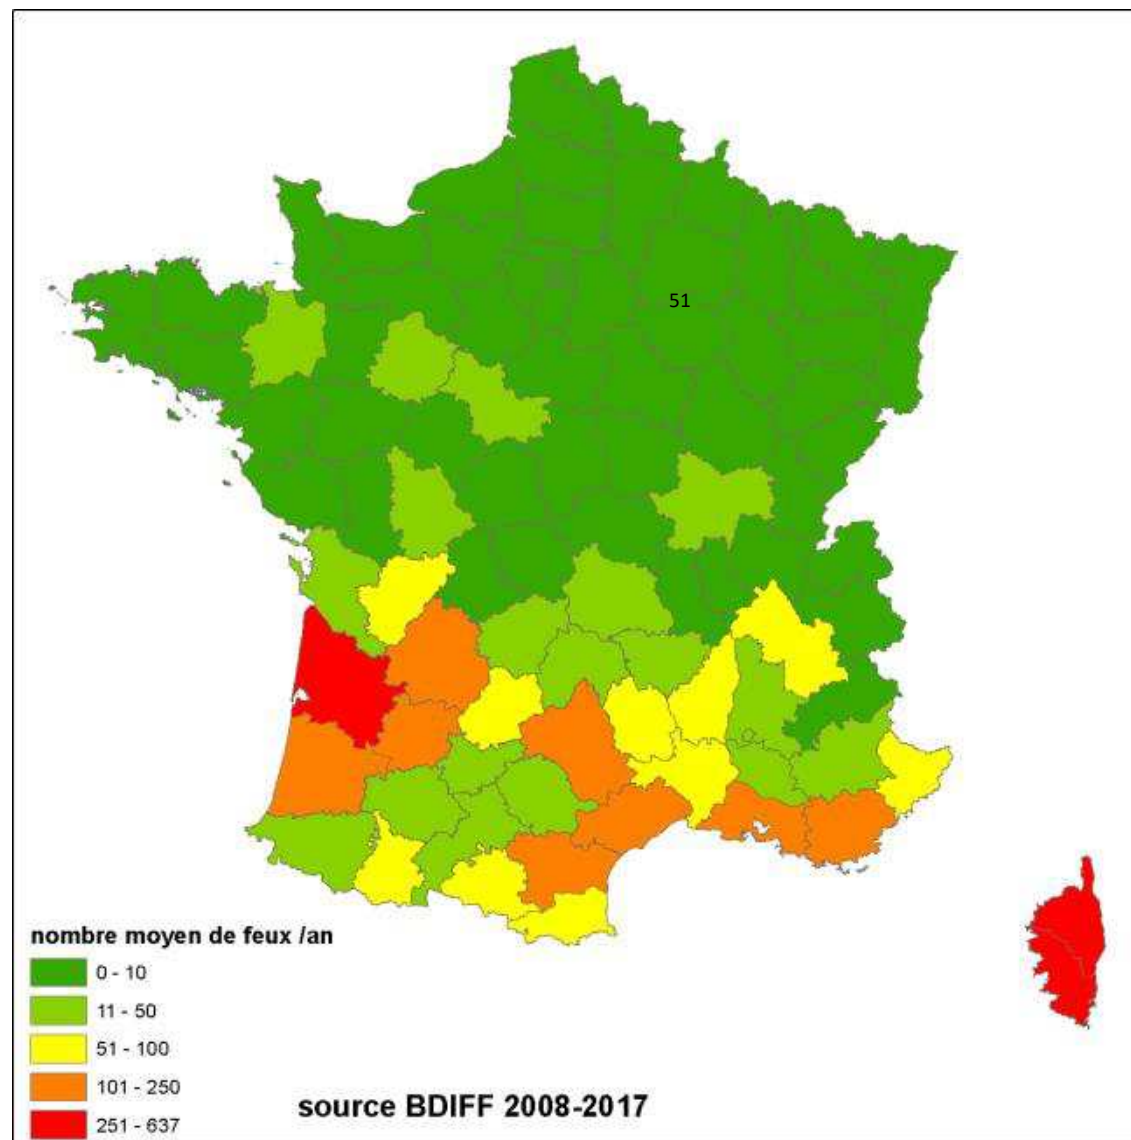 51
nombre moyen de feux /an
0 - 10
11 - 50
51 - 100
101 - 250
251 - 637
source BDIFF 2008-2017